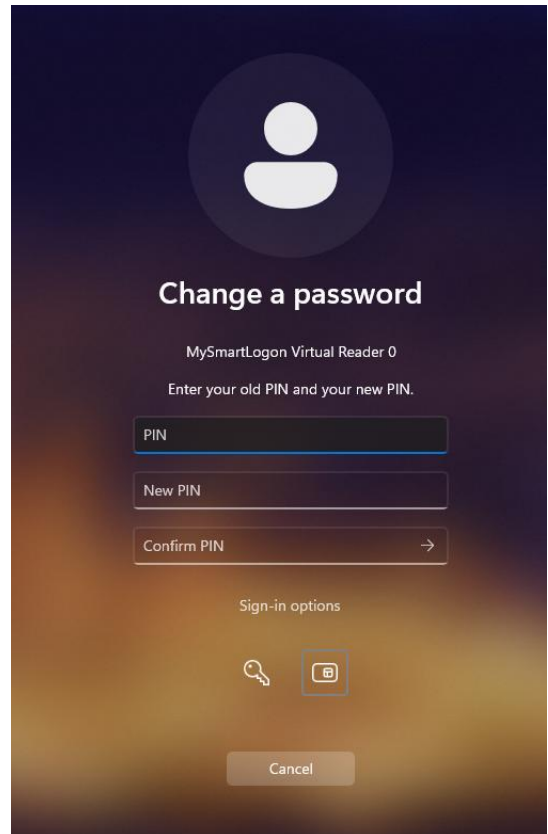 Change a password
MySmartLogon Virtual Reader 0
Enter your old PIN and your new PIN.
PIN
New PIN
Confirm PIN
Sign-in options
Cancel